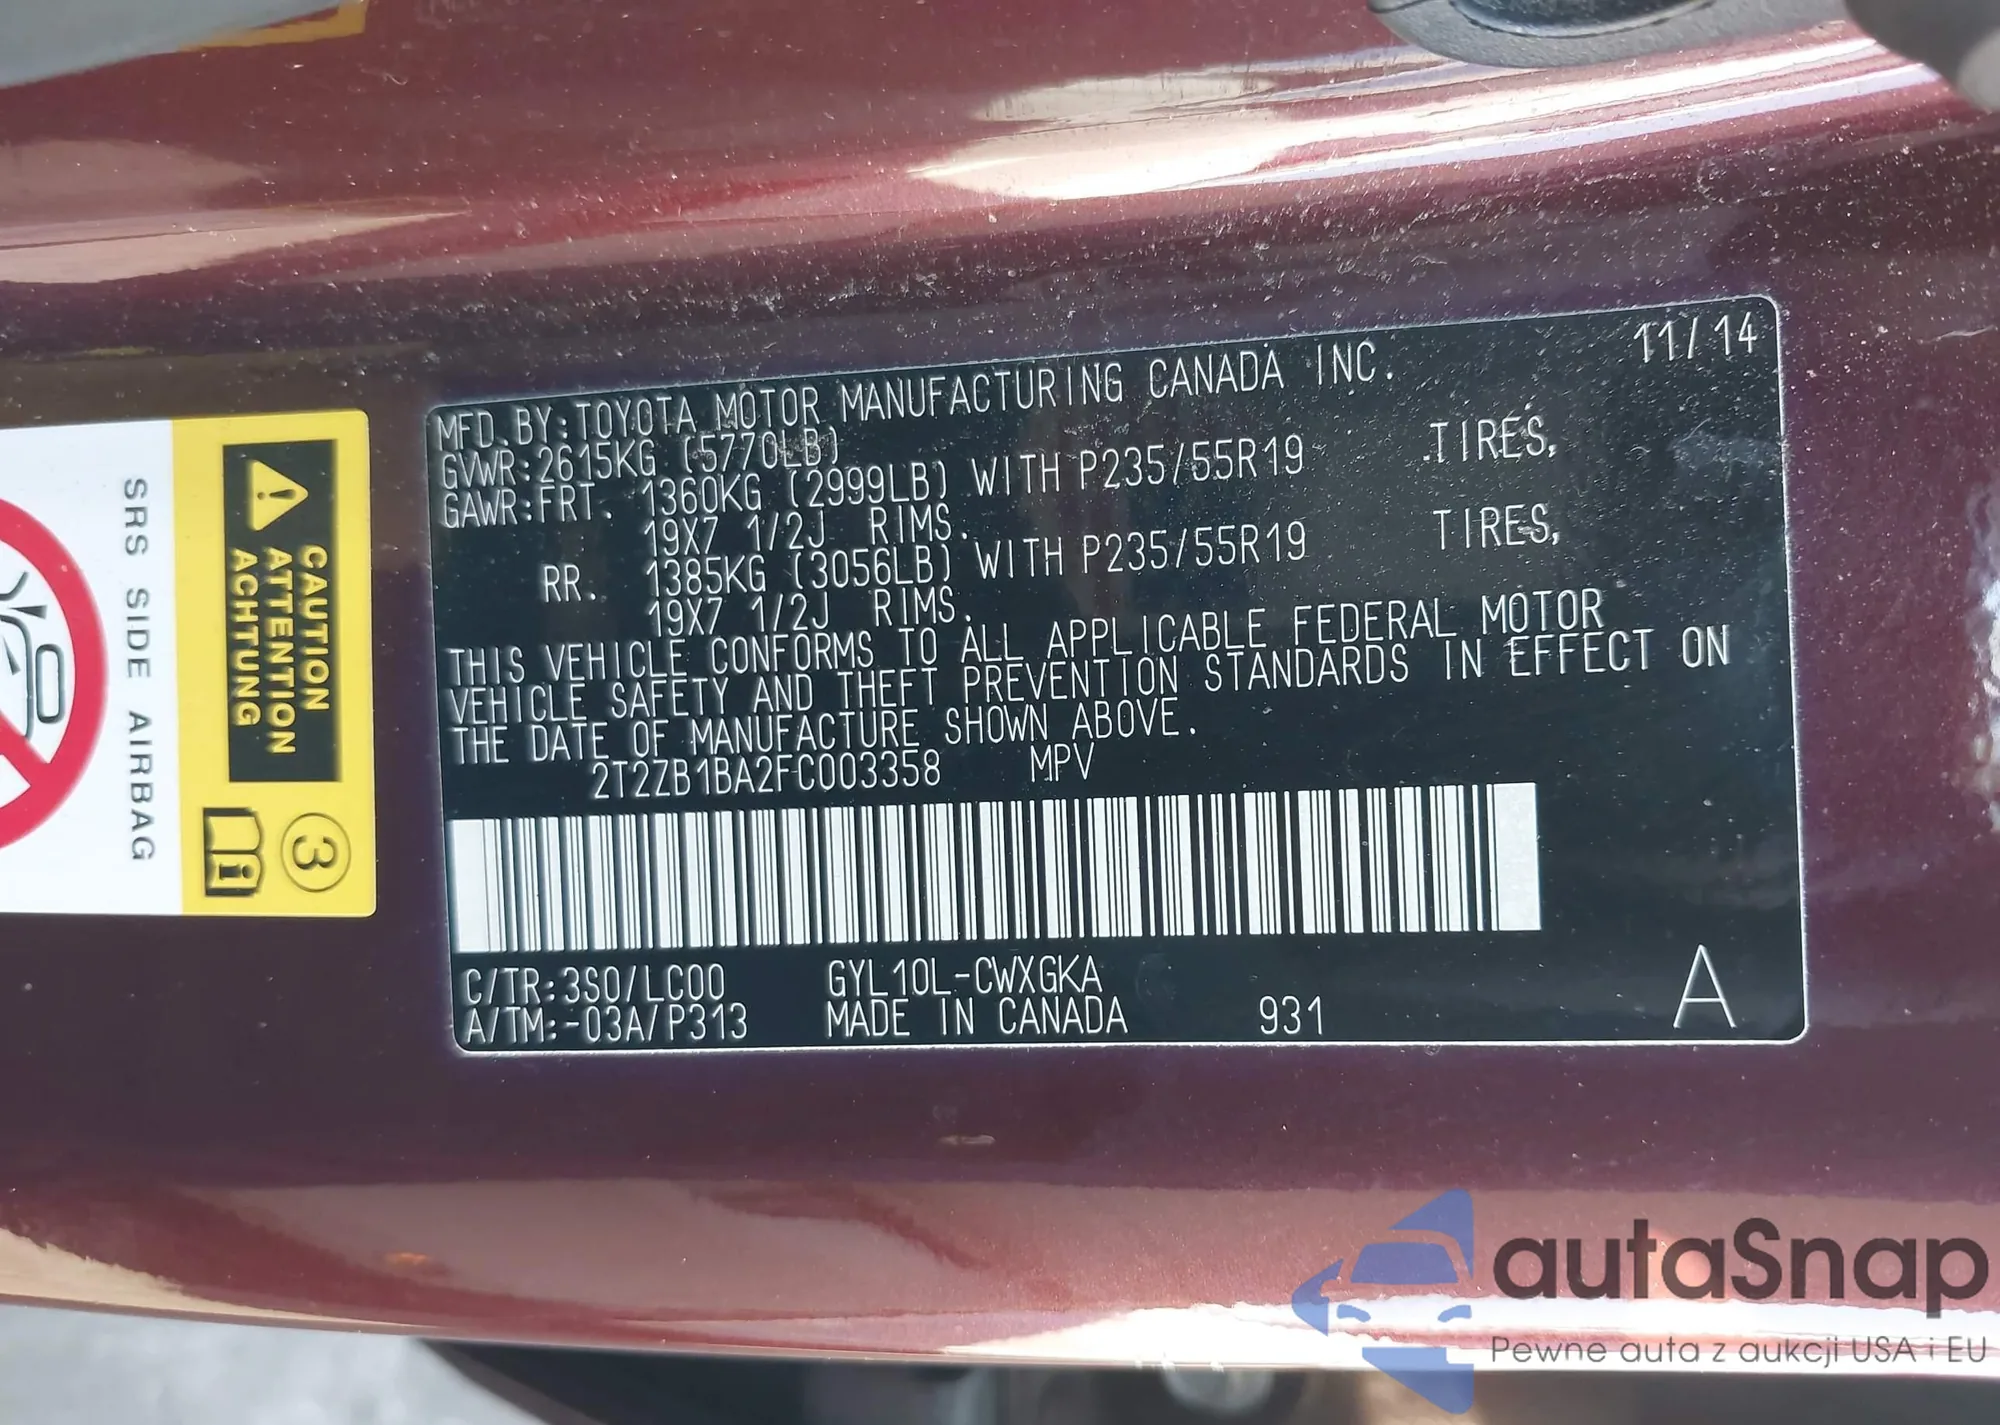 MFD.BY:TOYOTA MOTOR MANUFACTURING CANADA INC. 11/14
GVWR:2615KG (5770LB)
GAWR:FRT. 1360KG (2999LB) WITH P235/55R19 TIRES,
19X7 1/2J RIMS.
RR. 1385KG (3056LB) WITH P235/55R19 TIRES,
19X7 1/2J RIMS.
THIS VEHICLE CONFORMS TO ALL APPLICABLE FEDERAL MOTOR
VEHICLE SAFETY AND THEFT PREVENTION STANDARDS IN EFFECT ON
THE DATE OF MANUFACTURE SHOWN ABOVE.
2T2ZB1BA2FC003358 MPV
C/TR:3S0/LC00 GYL10L-CWXGKA
A/TM:-03A/P313 MADE IN CANADA 931 A
CAUTION
ATTENTION
ACHTUNG
3
SRS SIDE AIRBAG
autaSnap
Pewne auta z aukcji USA i EU